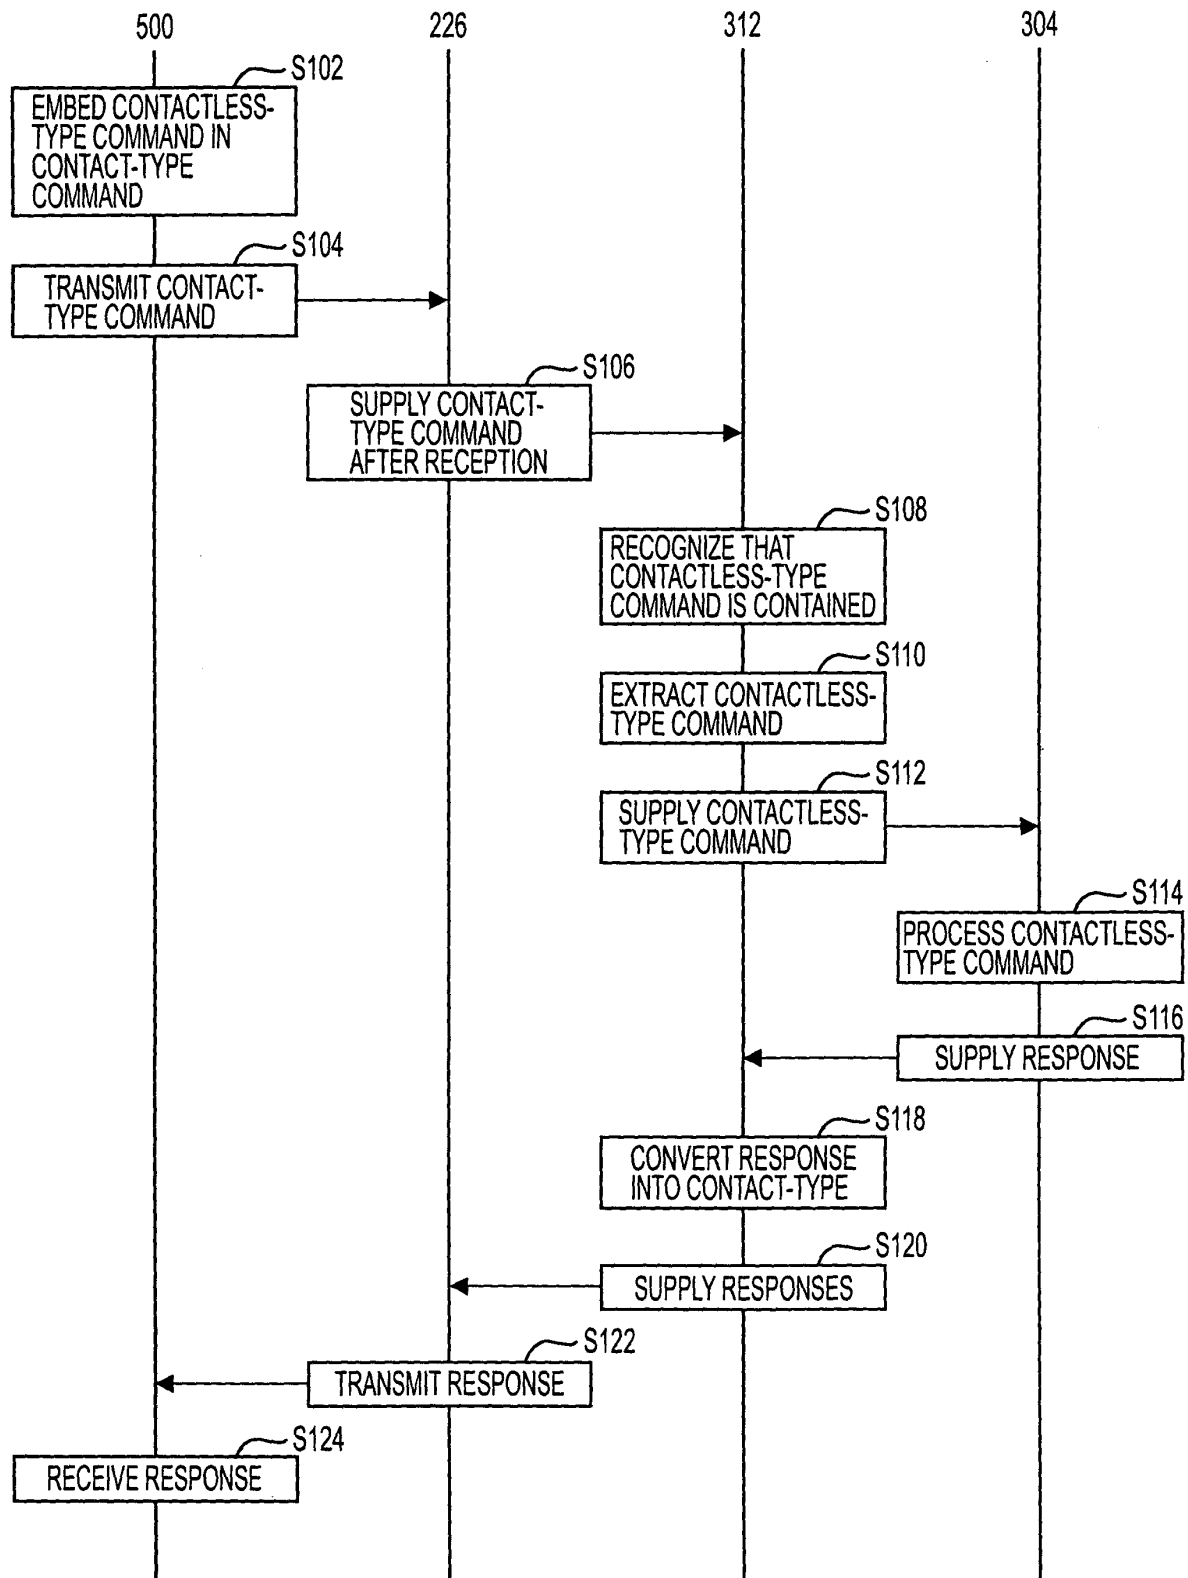 500 226 312 304
S102
EMBED CONTACTLESS-
TYPE COMMAND IN
CONTACT-TYPE
COMMAND
S104
TRANSMIT CONTACT-
TYPE COMMAND
S106
SUPPLY CONTACT-
TYPE COMMAND
AFTER RECEPTION
S108
RECOGNIZE THAT
CONTACTLESS-TYPE
COMMAND IS CONTAINED
S110
EXTRACT CONTACTLESS-
TYPE COMMAND
S112
SUPPLY CONTACTLESS-
TYPE COMMAND
S114
PROCESS CONTACTLESS-
TYPE COMMAND
S116
SUPPLY RESPONSE
S118
CONVERT RESPONSE
INTO CONTACT-TYPE
S120
SUPPLY RESPONSES
S122
TRANSMIT RESPONSE
S124
RECEIVE RESPONSE